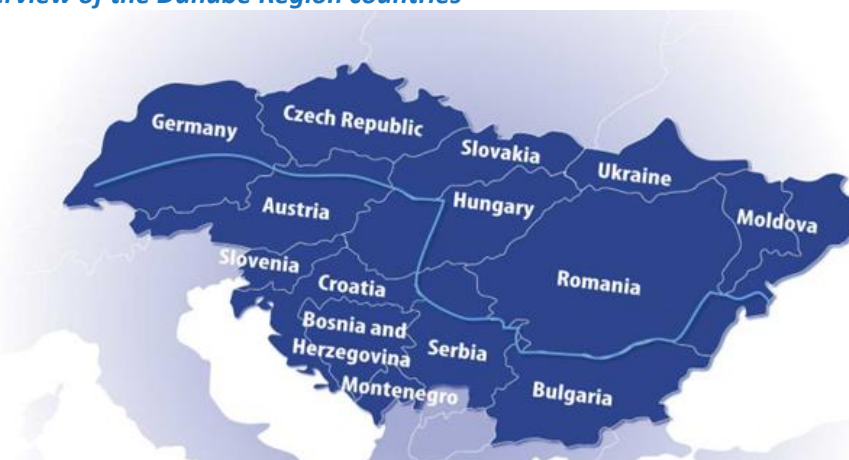 erview of the Danube Region countries
Germany
Czech Republic
Slovakia
Ukraine
Austria
Hungary
Moldova
Slovenia
Croatia
Romania
Bosnia and
Herzegovina
Serbia
Montenegro
Bulgaria